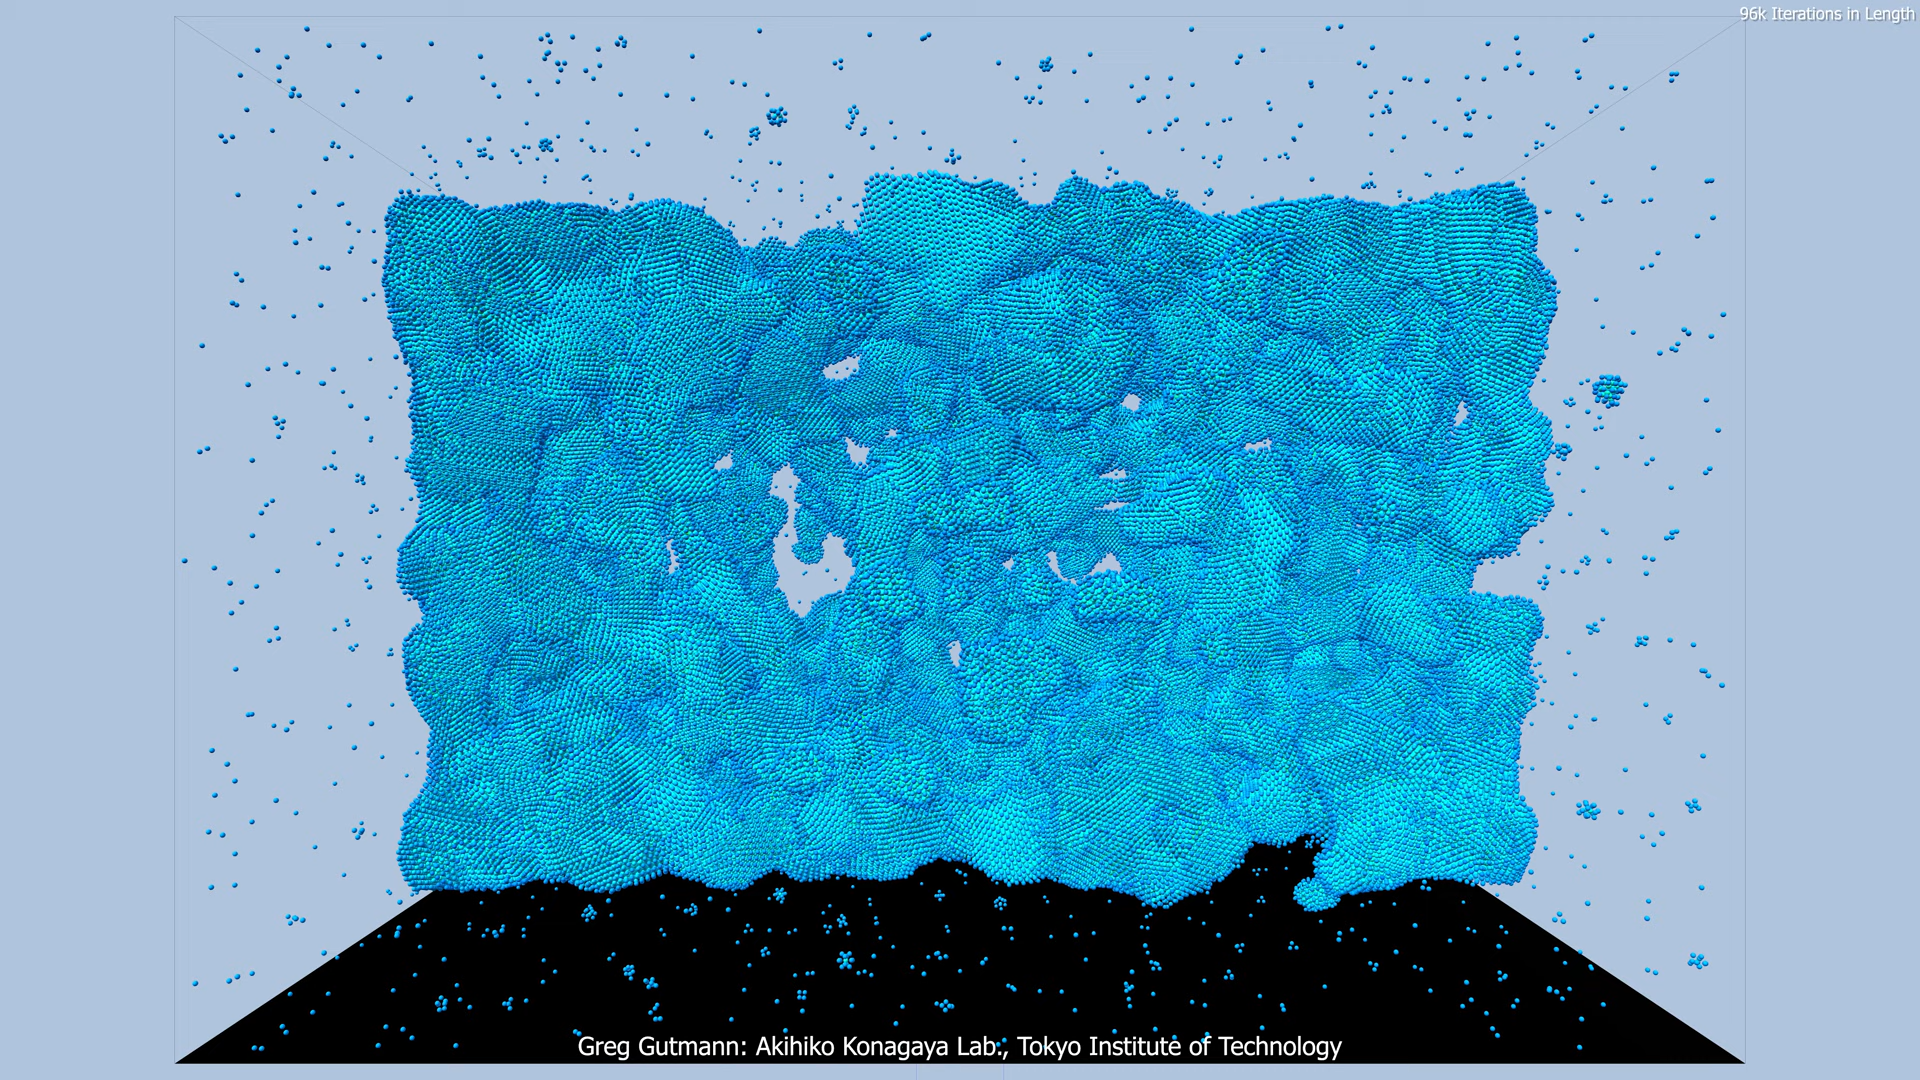 96k Iterations in Length
Greg Gutmann: Akihiko Konagaya Lab., Tokyo Institute of Technology